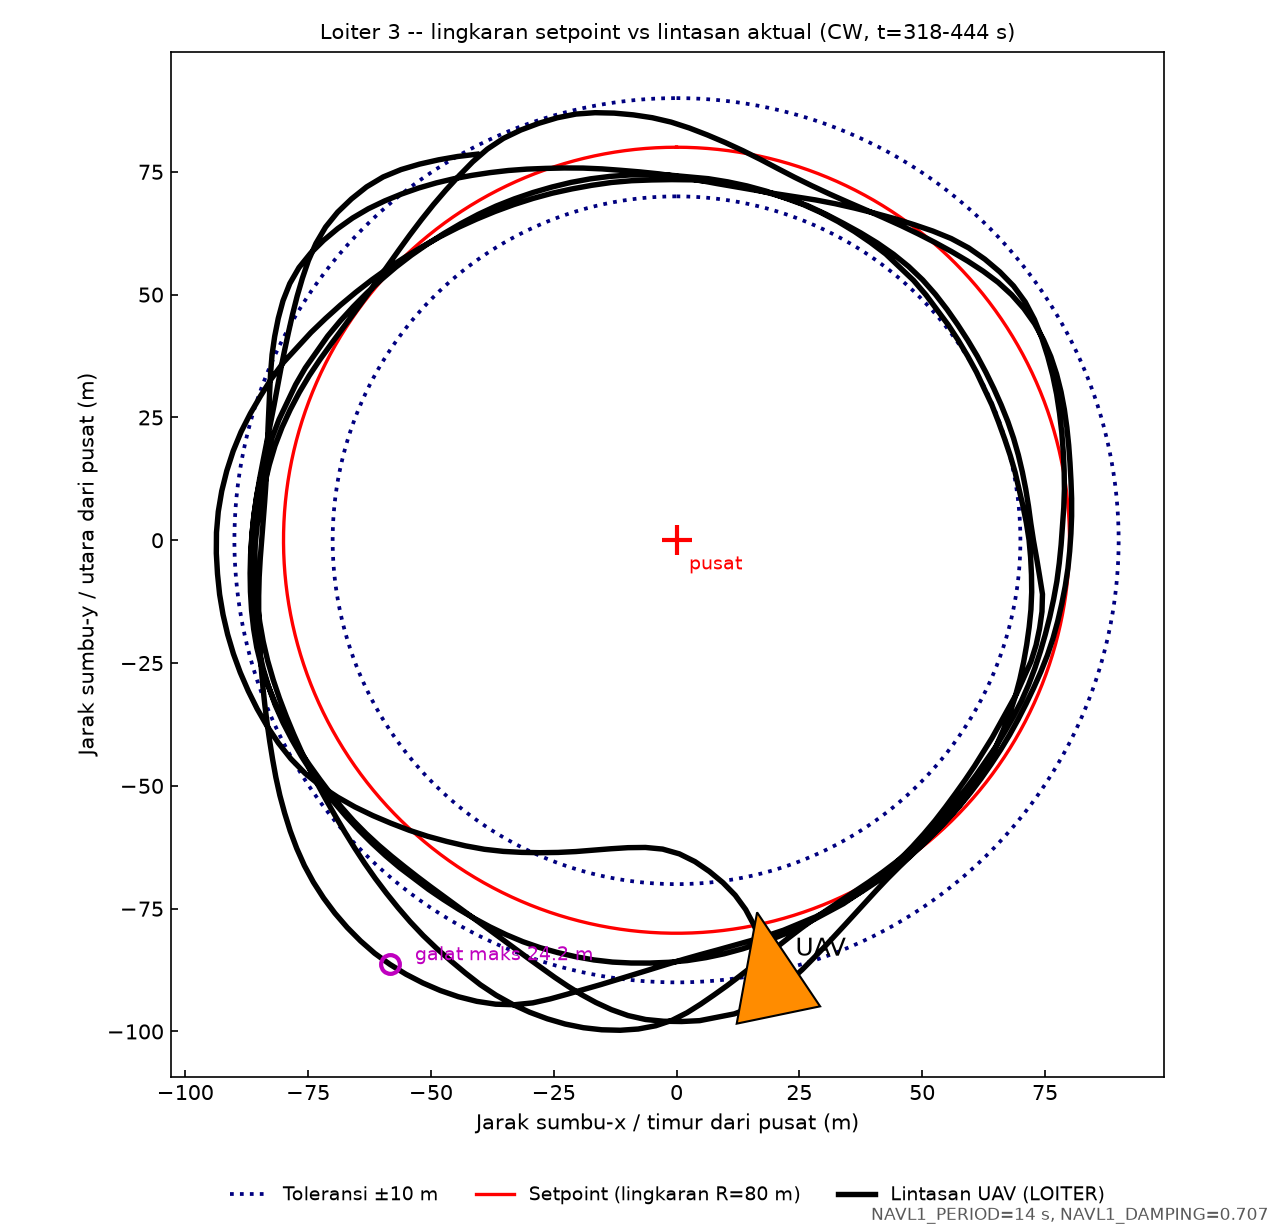 Loiter 3 -- lingkaran setpoint vs lintasan aktual (CW, t=318-444 s)
Jarak sumbu-y / utara dari pusat (m)
75
50
25
0
−25
−50
−75
−100
pusat
galat maks 24.2 m
UAV
−100
−75
−50
−25
0
25
50
75
Jarak sumbu-x / timur dari pusat (m)
Toleransi ±10 m
Setpoint (lingkaran R=80 m)
Lintasan UAV (LOITER)
NAVL1_PERIOD=14 s, NAVL1_DAMPING=0.707